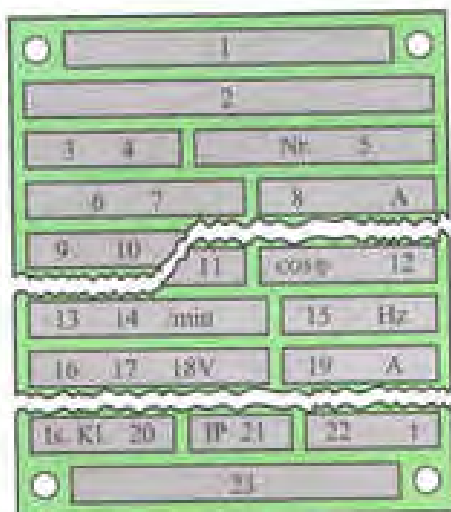 1
2
3 4 Nr. 5
6 7 8 A
9 10 11 cosφ 12
13 14 /min 15 Hz
16 17 18V 19 A
Is. Kl. 20 IP 21 22 t
23